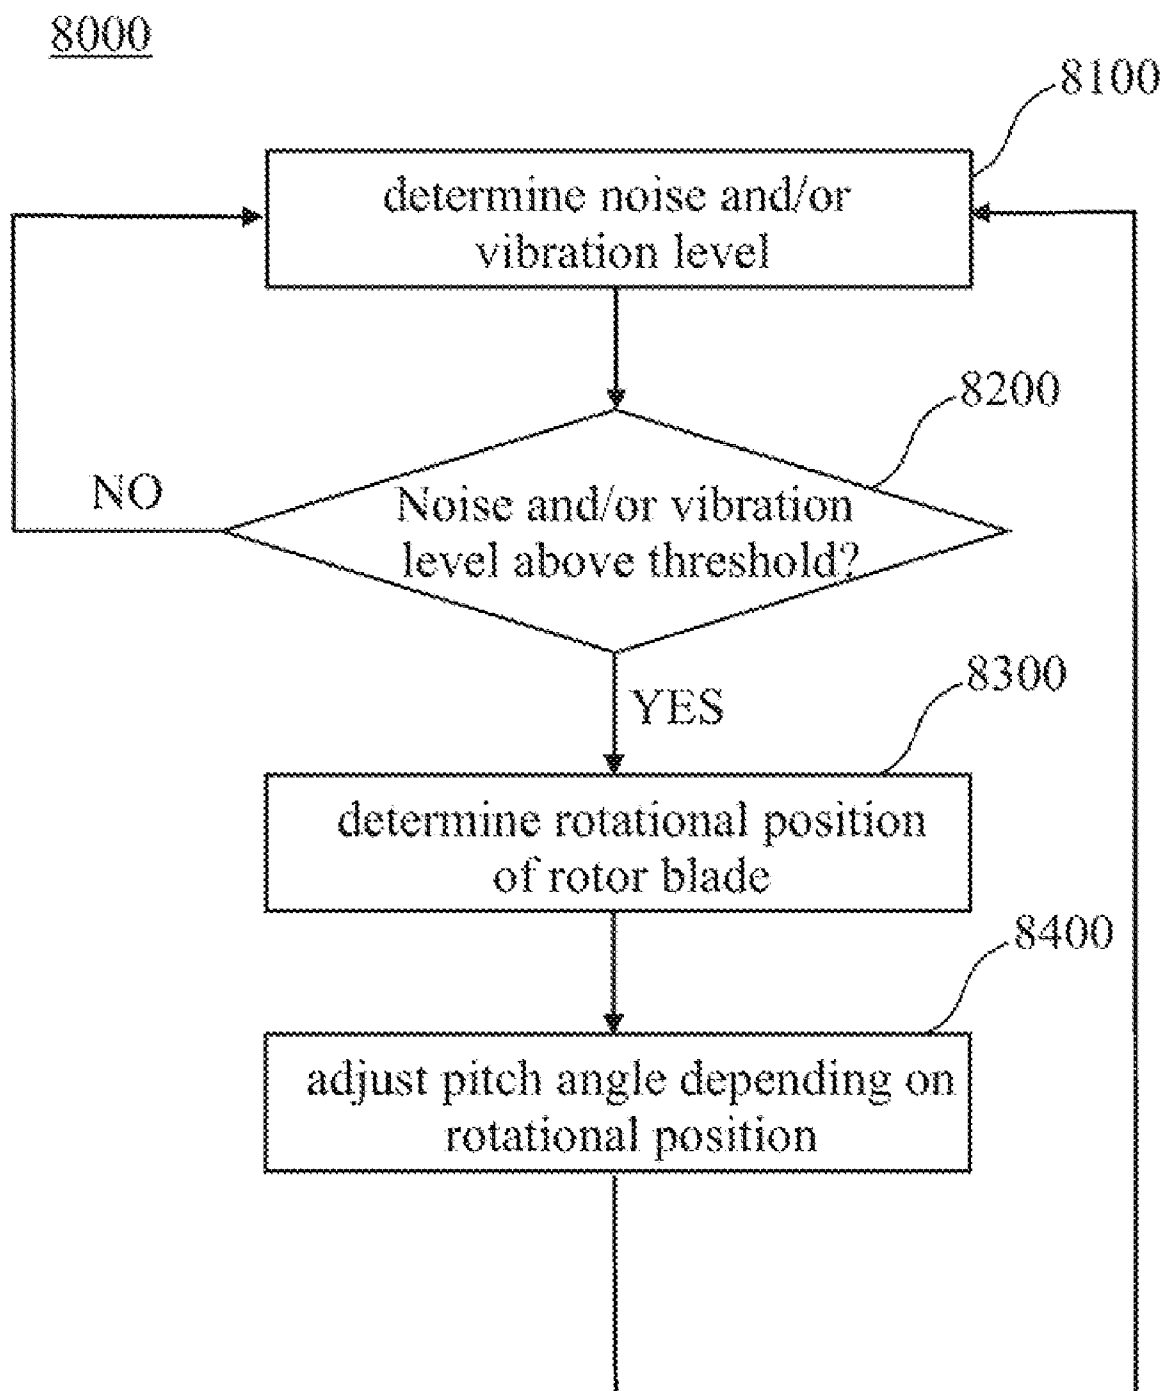 8000
8100
determine noise and/or
vibration level
8200
NO
Noise and/or vibration
level above threshold?
8300
YES
determine rotational position
of rotor blade
8400
adjust pitch angle depending on
rotational position